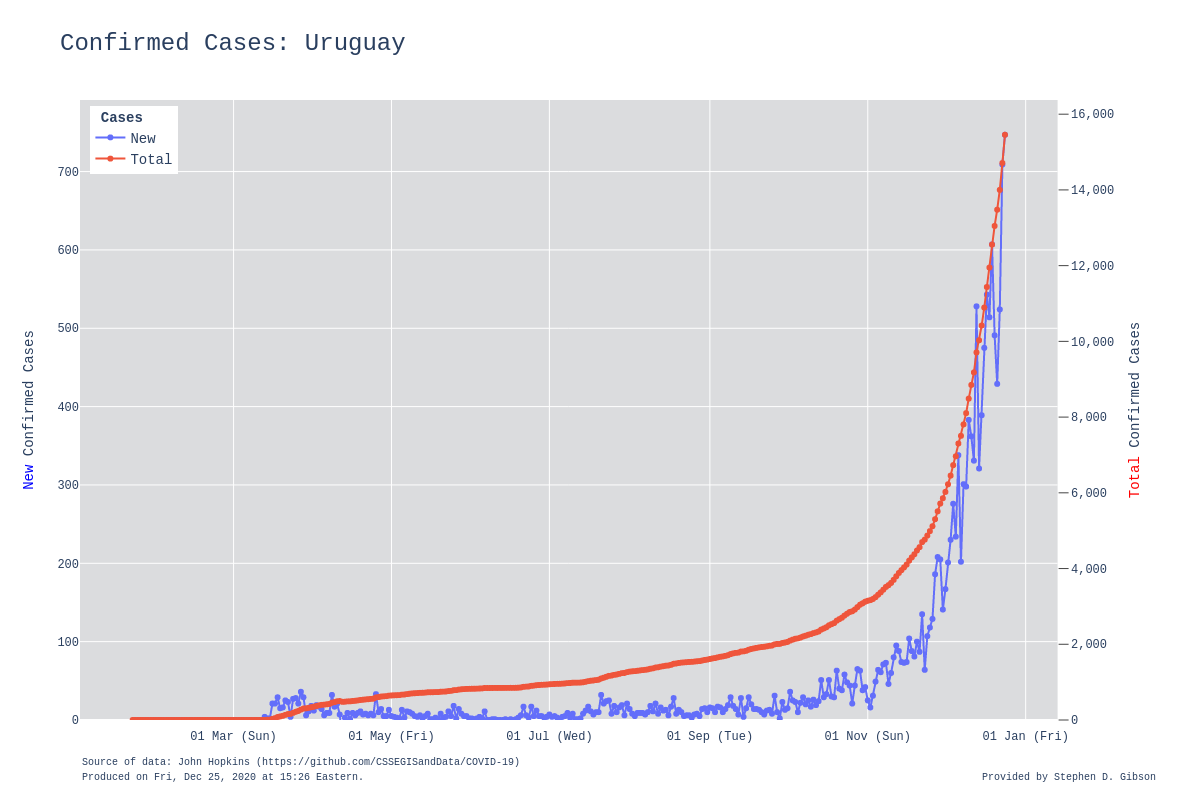 Confirmed Cases: Uruguay
Cases
New
Total
700
600
500
400
300
200
100
0
New Confirmed Cases
16,000
14,000
12,000
10,000
8,000
6,000
4,000
2,000
0
Total Confirmed Cases
01 Mar (Sun)
01 May (Fri)
01 Jul (Wed)
01 Sep (Tue)
01 Nov (Sun)
01 Jan (Fri)
Source of data: John Hopkins (https://github.com/CSSEGISandData/COVID-19)
Produced on Fri, Dec 25, 2020 at 15:26 Eastern.
Provided by Stephen D. Gibson